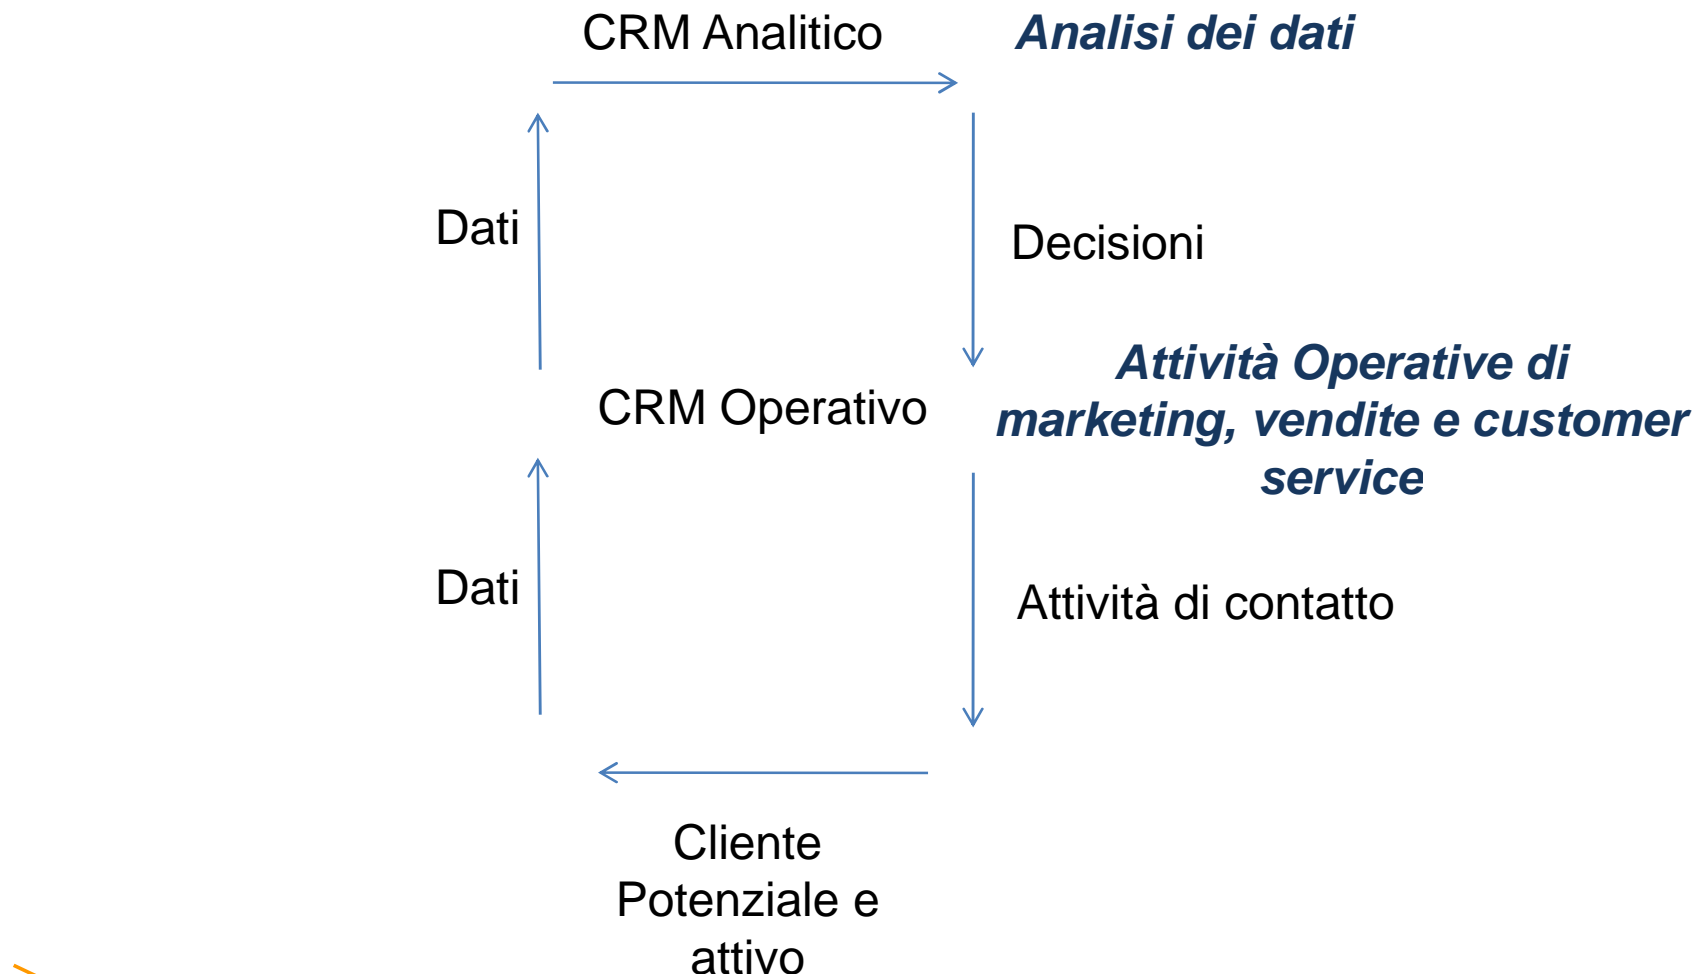 CRM Analitico
Analisi dei dati
Dati
Decisioni
CRM Operativo
Attività Operative di
marketing, vendite e customer
service
Dati
Attività di contatto
Cliente
Potenziale e
attivo